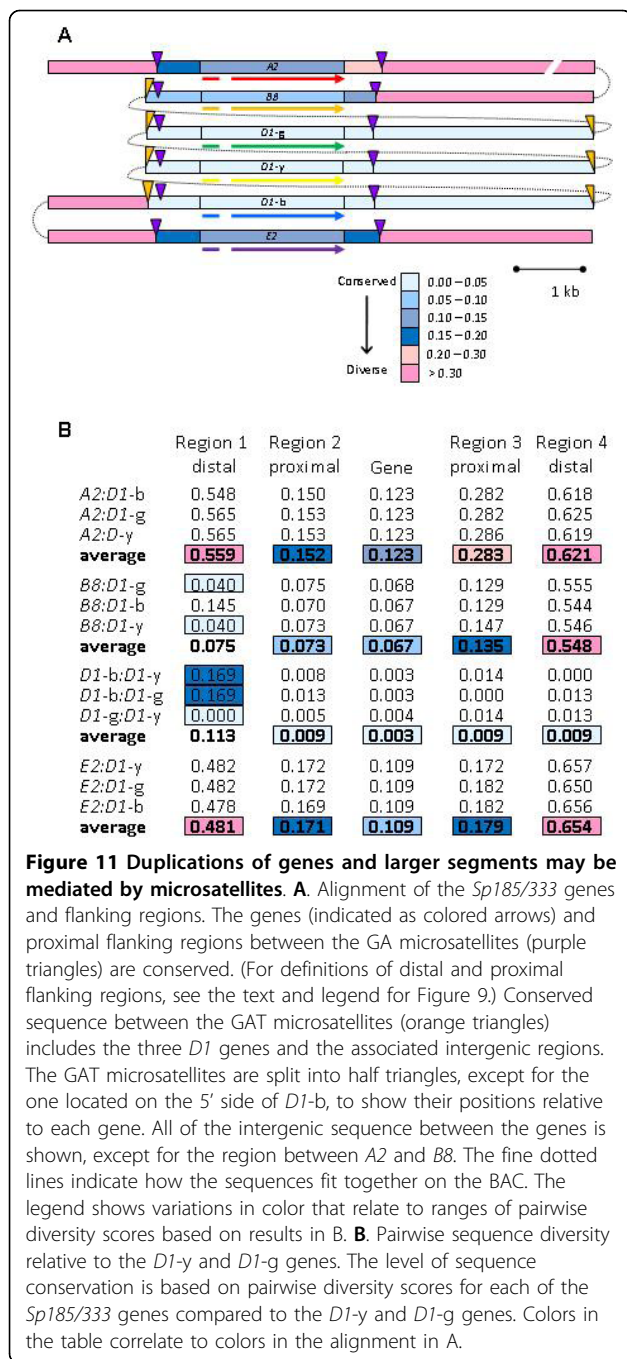 A
A2
B8
D1-g
D1-y
D1-b
E2
Conserved
Diverse
0.00–0.05
0.05–0.10
0.10–0.15
0.15–0.20
0.20–0.30
> 0.30
1 kb
B
Region 1 Region 2 Region 3 Region 4
distal proximal Gene proximal distal
A2:D1-b 0.548 0.150 0.123 0.282 0.618
A2:D1-g 0.565 0.153 0.123 0.282 0.625
A2:D-y 0.565 0.153 0.123 0.286 0.619
average 0.559 0.152 0.123 0.283 0.621
B8:D1-g 0.040 0.075 0.068 0.129 0.555
B8:D1-b 0.145 0.070 0.067 0.129 0.544
B8:D1-y 0.040 0.073 0.067 0.147 0.546
average 0.075 0.073 0.067 0.135 0.548
D1-b:D1-y 0.169 0.008 0.003 0.014 0.000
D1-b:D1-g 0.169 0.013 0.003 0.000 0.013
D1-g:D1-y 0.000 0.005 0.004 0.014 0.013
average 0.113 0.009 0.003 0.009 0.009
E2:D1-y 0.482 0.172 0.109 0.172 0.657
E2:D1-g 0.482 0.172 0.109 0.182 0.650
E2:D1-b 0.478 0.169 0.109 0.182 0.656
average 0.481 0.171 0.109 0.179 0.654
Figure 11 Duplications of genes and larger segments may be
mediated by microsatellites. A. Alignment of the Sp185/333 genes
and flanking regions. The genes (indicated as colored arrows) and
proximal flanking regions between the GA microsatellites (purple
triangles) are conserved. (For definitions of distal and proximal
flanking regions, see the text and legend for Figure 9.) Conserved
sequence between the GAT microsatellites (orange triangles)
includes the three D1 genes and the associated intergenic regions.
The GAT microsatellites are split into half triangles, except for the
one located on the 5′ side of D1-b, to show their positions relative
to each gene. All of the intergenic sequence between the genes is
shown, except for the region between A2 and B8. The fine dotted
lines indicate how the sequences fit together on the BAC. The
legend shows variations in color that relate to ranges of pairwise
diversity scores based on results in B. B. Pairwise sequence diversity
relative to the D1-y and D1-g genes. The level of sequence
conservation is based on pairwise diversity scores for each of the
Sp185/333 genes compared to the D1-y and D1-g genes. Colors in
the table correlate to colors in the alignment in A.